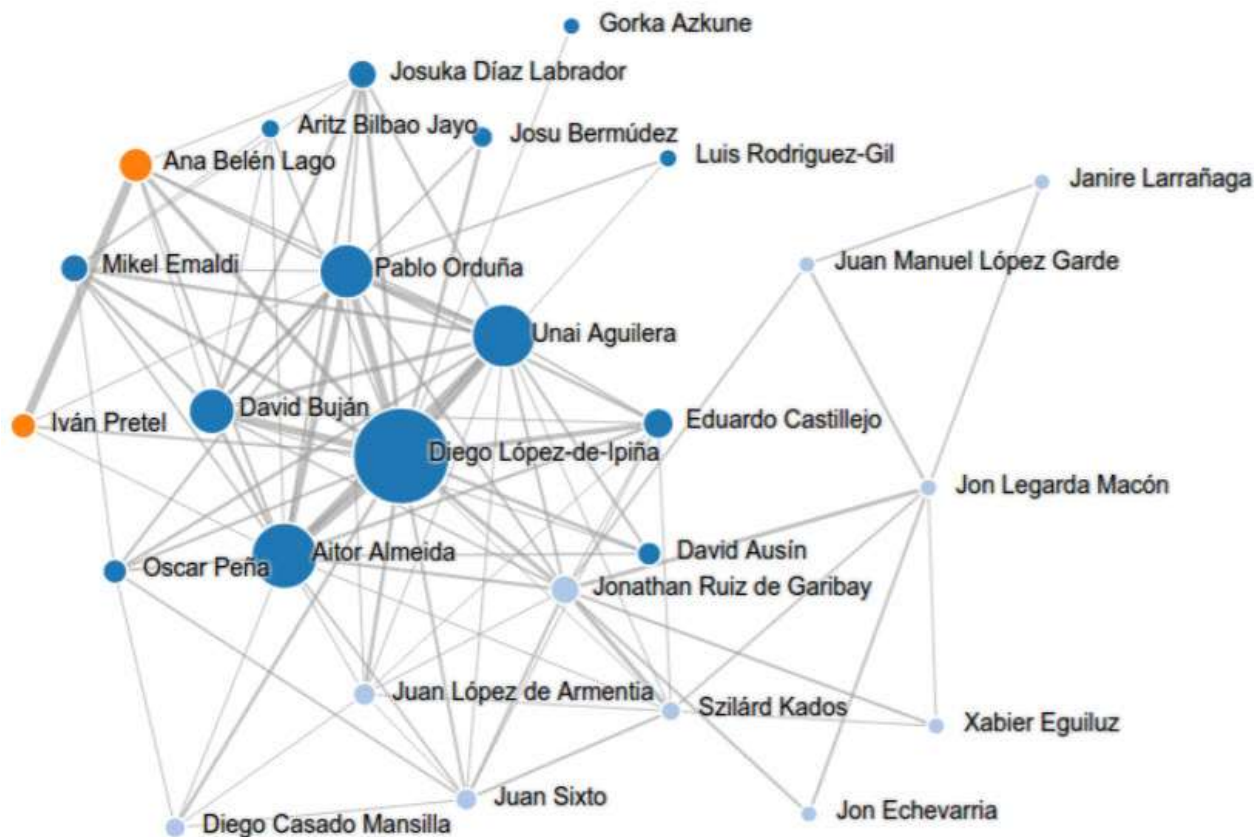 Gorka Azkune
Josuka Díaz Labrador
Aritz Bilbao Jayo
Josu Bermúdez
Luis Rodriguez-Gil
Ana Belén Lago
Janire Larrañaga
Mikel Emaldi
Pablo Orduña
Juan Manuel López Garde
Unai Aguilera
Iván Pretel
David Buján
Eduardo Castillejo
Diego López-de-Ipiña
Jon Legarda Macón
Aitor Almeida
David Ausín
Oscar Peña
Jonathan Ruiz de Garibay
Juan López de Armentia
Szilárd Kados
Xabier Eguiluz
Juan Sixto
Jon Echevarria
Diego Casado Mansilla